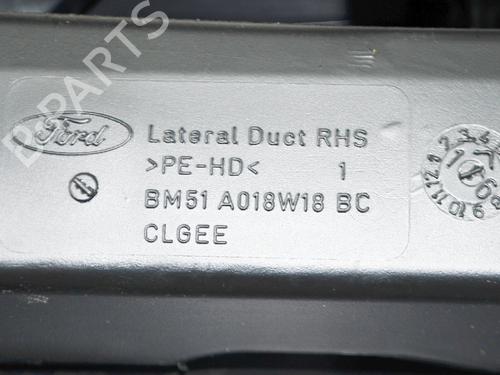 B-PARTS
Ford
Lateral Duct RHS
>PE-HD< 1
BM51 A018W18 BC
CLGEE